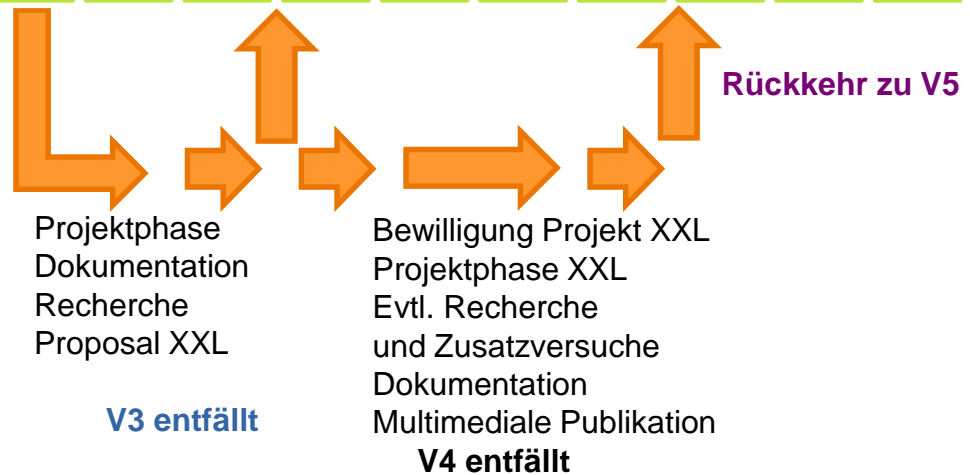 Rückkehr zu V5
Projektphase
Dokumentation
Recherche
Proposal XXL
V3 entfällt
Bewilligung Projekt XXL
Projektphase XXL
Evtl. Recherche
und Zusatzversuche
Dokumentation
Multimediale Publikation
V4 entfällt